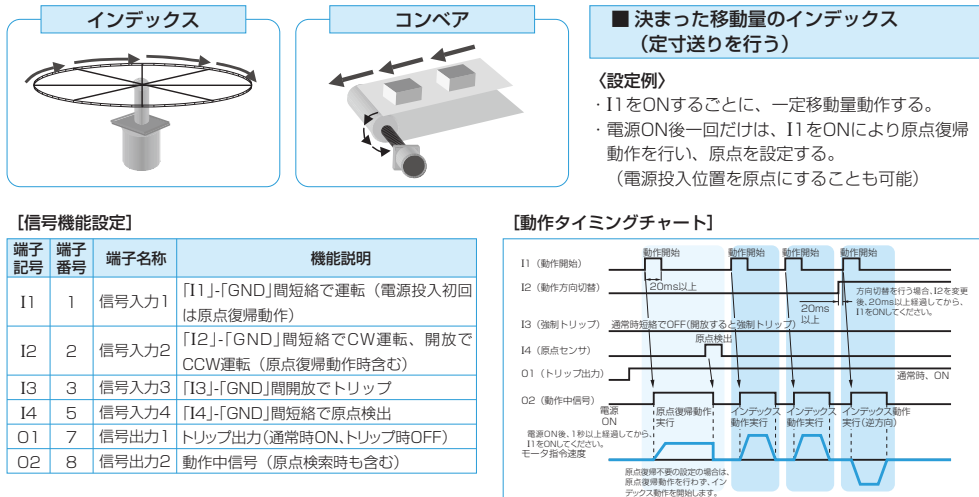 インデックス
コンベア
■ 決まった移動量のインデックス
（定寸送りを行う）
〈設定例〉
・I1をONするごとに、一定移動量動作する。
・電源ON後一回だけは、I1をONにより原点復帰
動作を行い、原点を設定する。
（電源投入位置を原点にすることも可能）
［信号機能設定］
端子記号 端子番号 端子名称 機能説明
I1 1 信号入力1 「I1」-「GND」間短絡で運転（電源投入初回
は原点復帰動作）
I2 2 信号入力2 「I2」-「GND」間短絡でCW運転、開放で
CCW運転（原点復帰動作時含む）
I3 3 信号入力3 「I3」-「GND」間開放でトリップ
I4 5 信号入力4 「I4」-「GND」間短絡で原点検出
O1 7 信号出力1 トリップ出力（通常時ON、トリップ時OFF）
O2 8 信号出力2 動作中信号（原点検索時も含む）
［動作タイミングチャート］
動作開始 動作開始 動作開始 動作開始
I1（動作開始）
20ms以上
I2（動作方向切替）
方向切替を行う場合、I2を変更
後、20ms以上経過してから、
I1をONしてください。
20ms
以上
I3（強制トリップ） 通常時短絡でOFF（開放すると強制トリップ）
原点検出
I4（原点センサ）
O1（トリップ出力）
通常時、ON
O2（動作中信号）
電源
ON
原点復帰動作
実行
インデックス
動作実行
インデックス
動作実行
インデックス動作
実行（逆方向）
電源ON後、1秒以上経過してから、
I1をONしてください。
モータ指令速度
原点復帰不要の設定の場合は、
原点復帰動作を行わず、イン
デックス動作を開始します。